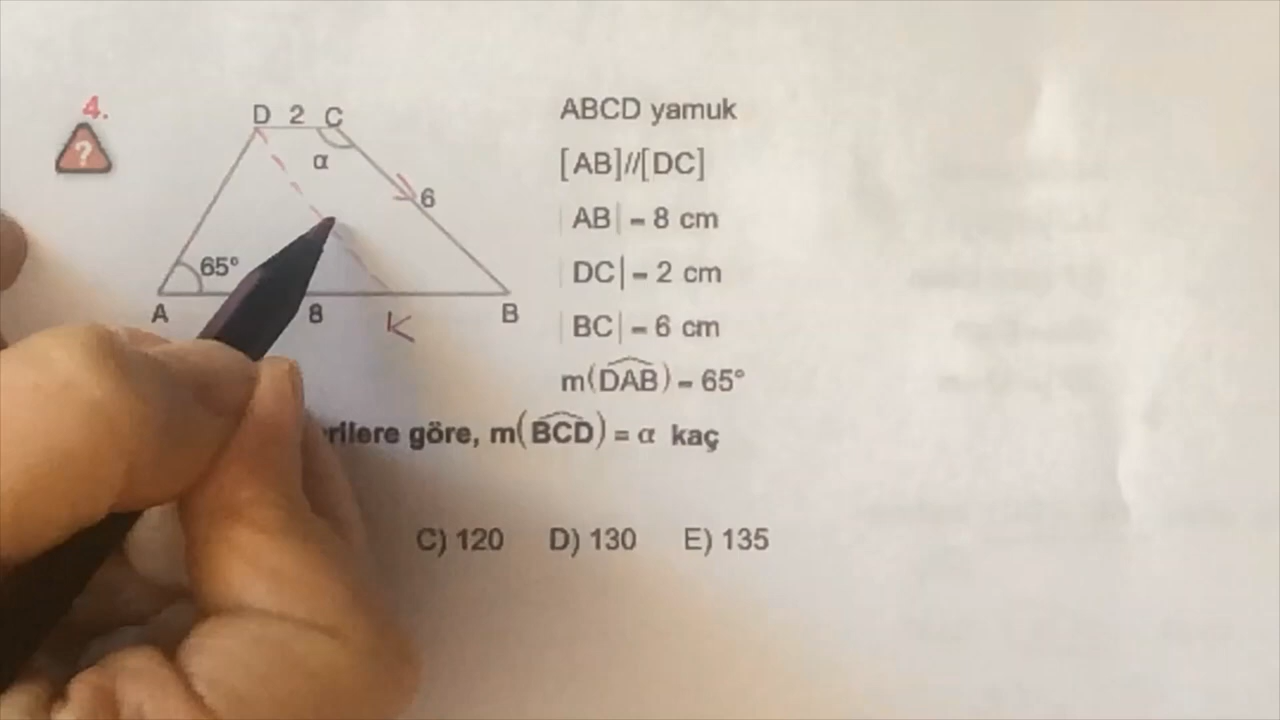 4.
?
D 2 C
α
6
65°
A 8 K B
ABCD yamuk
[AB]//[DC]
|AB| = 8 cm
|DC| = 2 cm
|BC| = 6 cm
m(DAB) = 65°
göre, m(BCD) = α kaç
C) 120 D) 130 E) 135